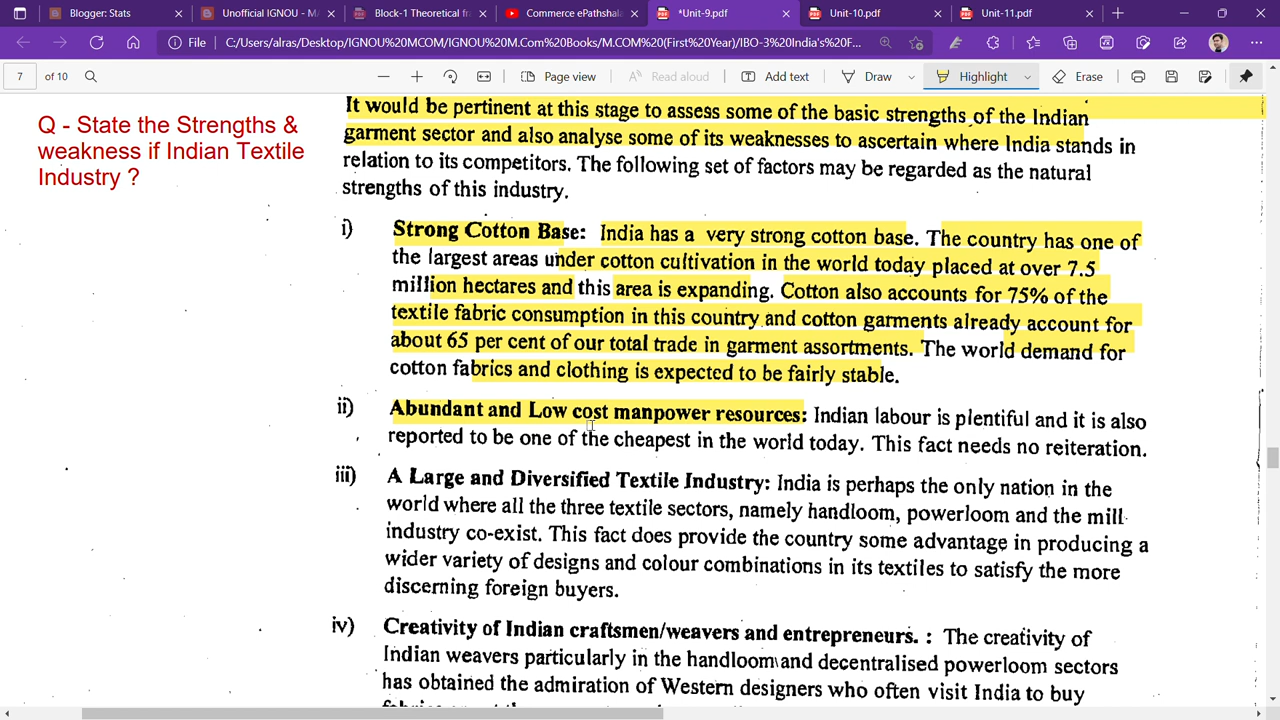 Blogger: Stats
Unofficial IGNOU - MA
Block-1 Theoretical fra
Commerce ePathshala
*Unit-9.pdf
Unit-10.pdf
Unit-11.pdf
File
C:/Users/alras/Desktop/IGNOU%20MCOM/IGNOU%20M.Com%20Books/M.COM%20(First%20Year)/IBO-3%20India's%20F...
7 of 10
Page view
Read aloud
Add text
Draw
Highlight
Erase
Q - State the Strengths &
weakness if Indian Textile
Industry ?
It would be pertinent at this stage to assess some of the basic strengths of the Indian
garment sector and also analyse some of its weaknesses to ascertain where India stands in
relation to its competitors. The following set of factors may be regarded as the natural
strengths of this industry.
i) Strong Cotton Base: India has a very strong cotton base. The country has one of
the largest areas under cotton cultivation in the world today placed at over 7.5
million hectares and this area is expanding. Cotton also accounts for 75% of the
textile fabric consumption in this country and cotton garments already account for
about 65 per cent of our total trade in garment assortments. The world demand for
cotton fabrics and clothing is expected to be fairly stable.
ii) Abundant and Low cost manpower resources: Indian labour is plentiful and it is also
reported to be one of the cheapest in the world today. This fact needs no reiteration.
iii) A Large and Diversified Textile Industry: India is perhaps the only nation in the
world where all the three textile sectors, namely handloom, powerloom and the mill
industry co-exist. This fact does provide the country some advantage in producing a
wider variety of designs and colour combinations in its textiles to satisfy the more
discerning foreign buyers.
iv) Creativity of Indian craftsmen/weavers and entrepreneurs. : The creativity of
Indian weavers particularly in the handloom and decentralised powerloom sectors
has obtained the admiration of Western designers who often visit India to buy